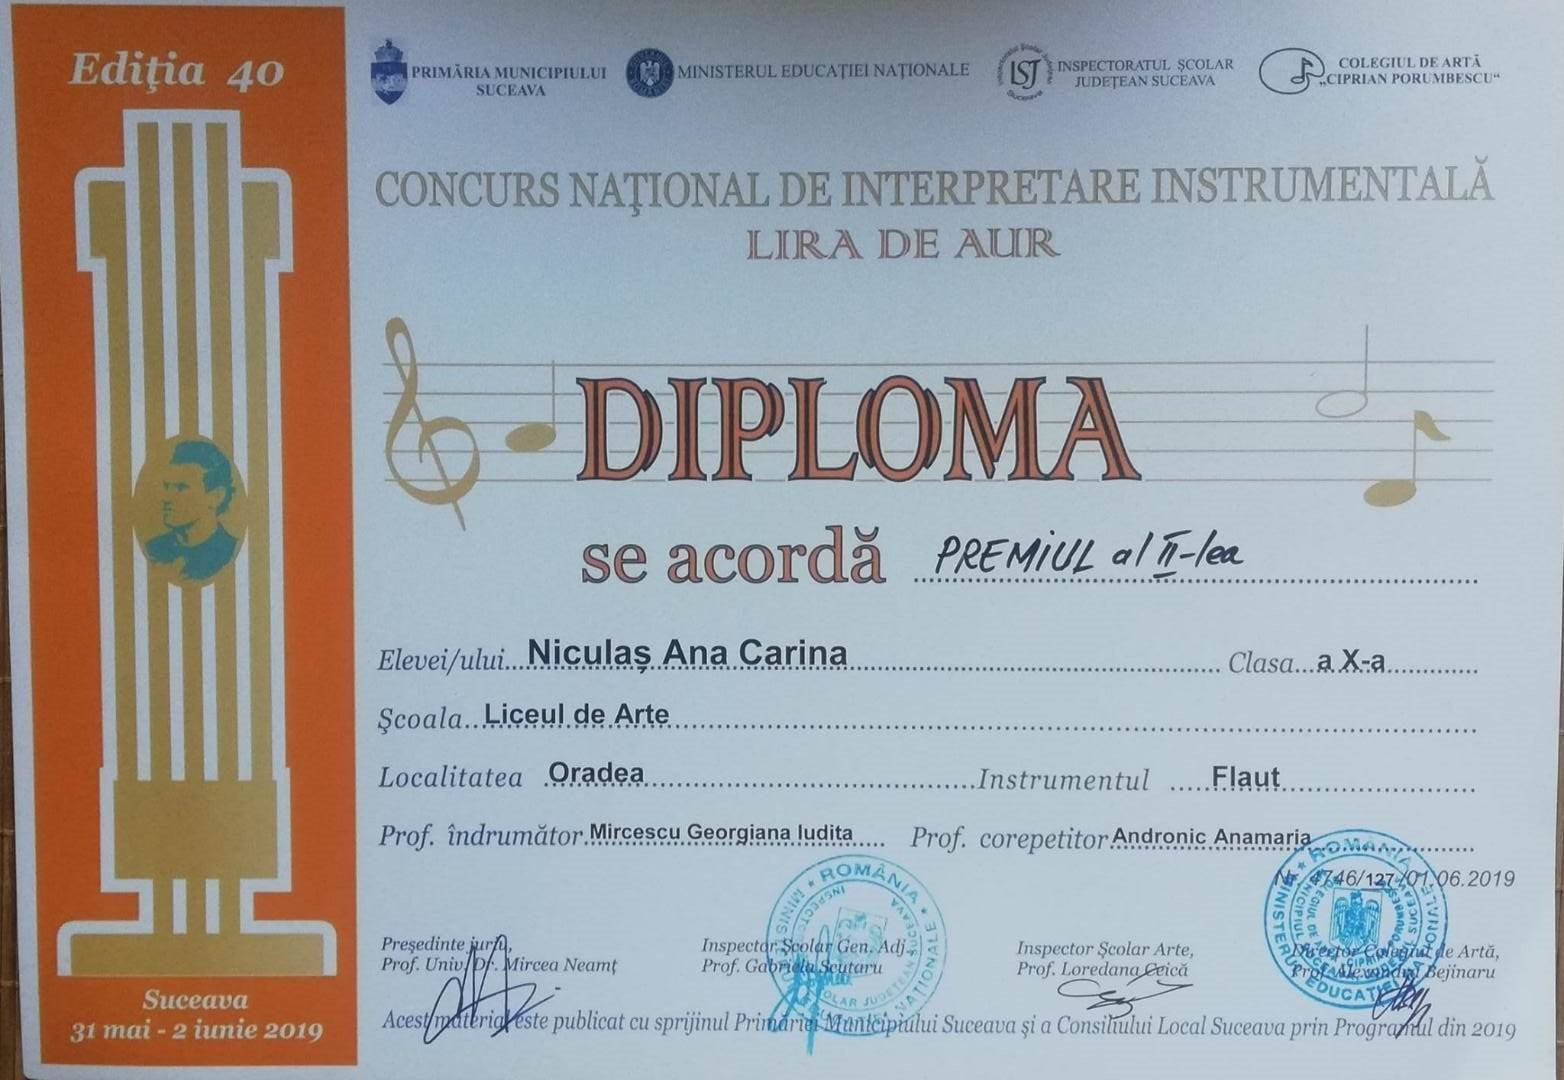 Ediţia 40
PRIMĂRIA MUNICIPIULUI
SUCEAVA
MINISTERUL EDUCAŢIEI NAŢIONALE
IȘJ
INSPECTORATUL ŞCOLAR
JUDEŢEAN SUCEAVA
COLEGIUL DE ARTĂ
„CIPRIAN PORUMBESCU“
CONCURS NAŢIONAL DE INTERPRETARE INSTRUMENTALĂ
LIRA DE AUR
DIPLOMA
se acordă PREMIUL al II-lea
Elevei/ului...Niculaş Ana Carina Clasa...a X-a
Şcoala..Liceul de Arte
Localitatea Oradea Instrumentul Flaut
Prof. îndrumător.Mircescu Georgiana Iudita Prof. corepetitor Andronic Anamaria
Nr. 4746/127/01.06.2019
Preşedinte juriu,
Prof. Univ. Dr. Mircea Neamţ
Inspector Şcolar Gen. Adj.
Prof. Gabriela Scutaru
Inspector Şcolar Arte,
Prof. Loredana Ceică
Director Colegiul de Artă,
Prof. Alexandru Bejinaru
ROMÂNIA
ROMÂNIA
Acest material este publicat cu sprijinul Primăriei Municipiului Suceava şi a Consiliului Local Suceava prin Programul din 2019
Suceava
31 mai - 2 iunie 2019